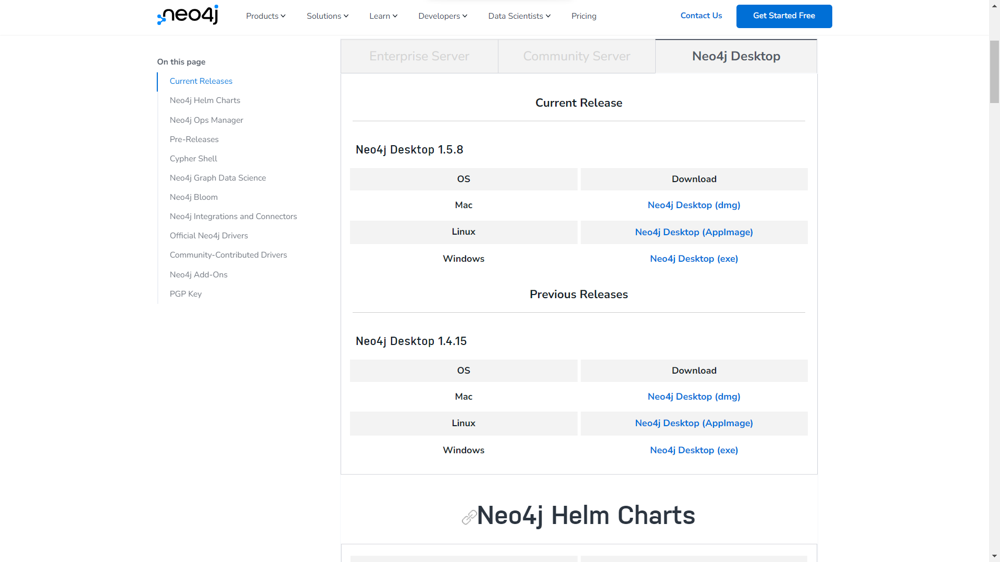 neo4j
Products
Solutions
Learn
Developers
Data Scientists
Pricing
Contact Us
Get Started Free
On this page
Current Releases
Neo4j Helm Charts
Neo4j Ops Manager
Pre-Releases
Cypher Shell
Neo4j Graph Data Science
Neo4j Bloom
Neo4j Integrations and Connectors
Official Neo4j Drivers
Community-Contributed Drivers
Neo4j Add-Ons
PGP Key
Enterprise Server
Community Server
Neo4j Desktop
Current Release
Neo4j Desktop 1.5.8
OS Download
Mac Neo4j Desktop (dmg)
Linux Neo4j Desktop (AppImage)
Windows Neo4j Desktop (exe)
Previous Releases
Neo4j Desktop 1.4.15
OS Download
Mac Neo4j Desktop (dmg)
Linux Neo4j Desktop (AppImage)
Windows Neo4j Desktop (exe)
Neo4j Helm Charts